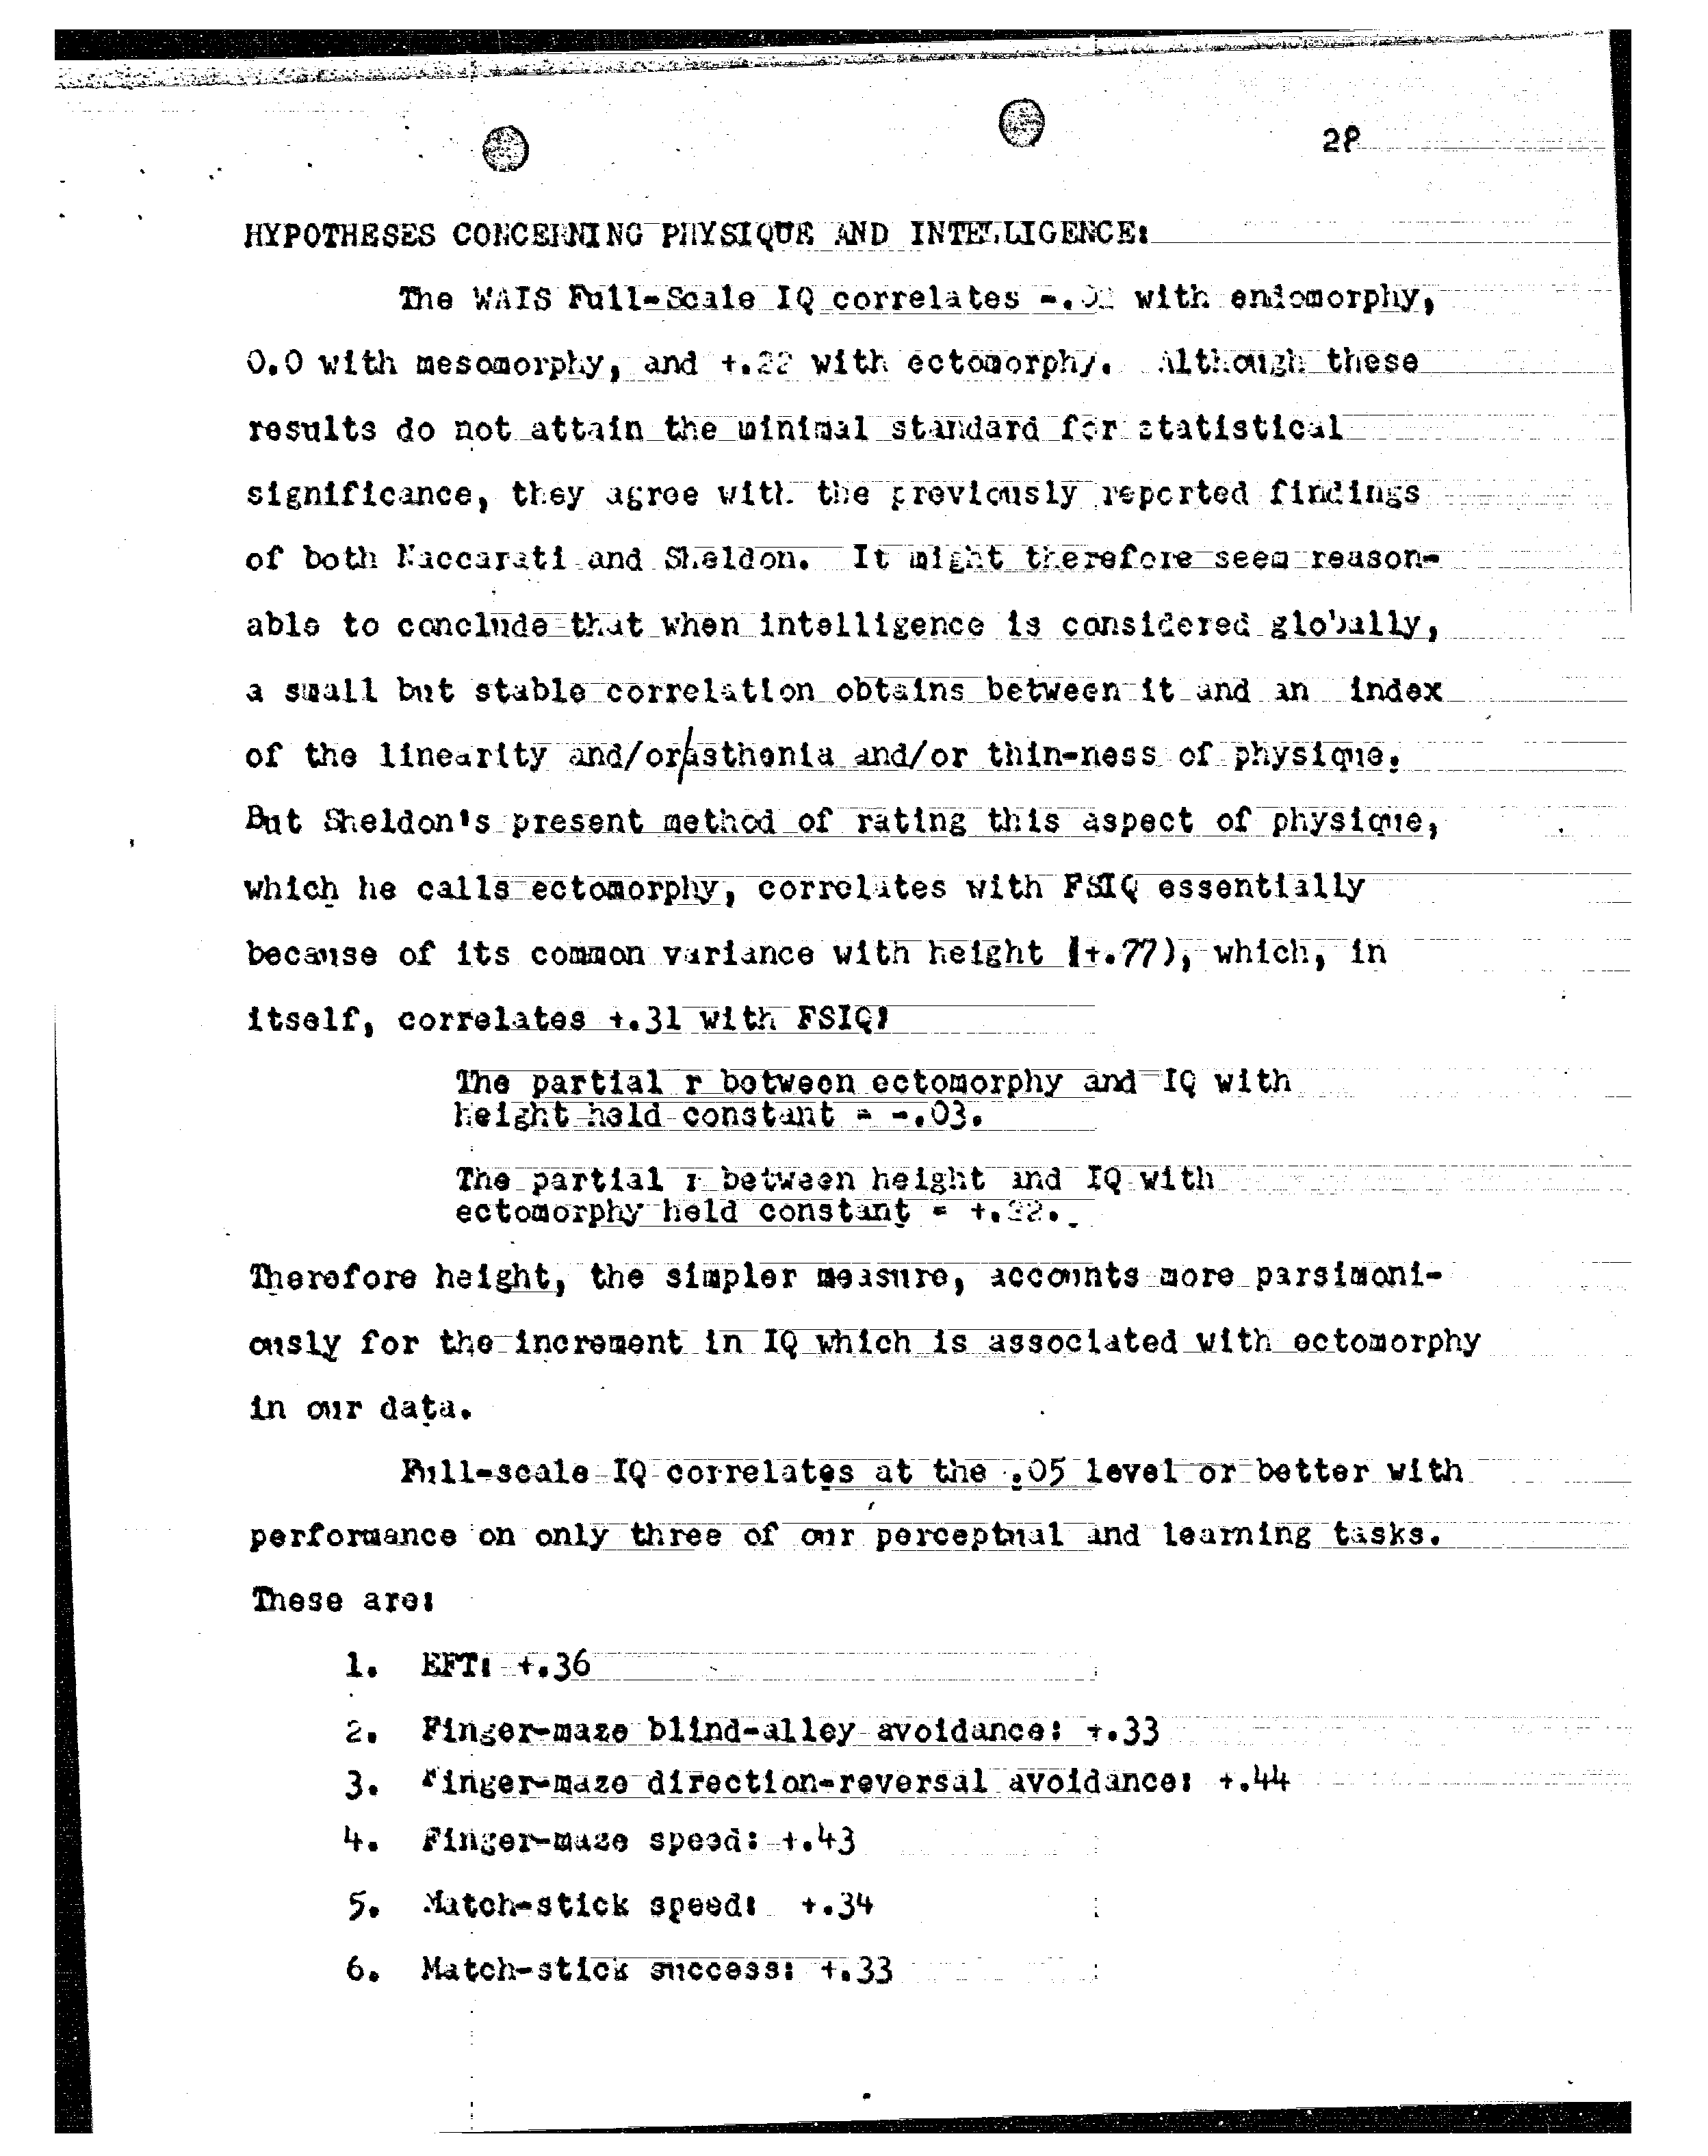 28
HYPOTHESES CONCERNING PHYSIQUE AND INTELLIGENCE:
The WAIS Full-Scale IQ correlates with endomorphy,
0.0 with mesomorphy, and +.22 with ectomorphy. Although these
results do not attain the minimal standard for statistical
significance, they agree with the previously reported findings
of both Naccarati and Sheldon. It might therefore seem reason-
able to conclude that when intelligence is considered globally,
a small but stable correlation obtains between it and an index
of the linearity and/or/asthenia and/or thin-ness of physique.
But Sheldon's present method of rating this aspect of physique,
which he calls ectomorphy, correlates with FSIQ essentially
because of its common variance with height (+.77), which, in
itself, correlates +.31 with FSIQ:
The partial r between ectomorphy and IQ with
height held constant = -.03.
The partial r between height and IQ with
ectomorphy held constant = +.22.
Therefore height, the simpler measure, accounts more parsimoni-
ously for the increment in IQ which is associated with ectomorphy
in our data.
Full-scale IQ correlates at the .05 level or better with
performance on only three of our perceptual and learning tasks.
These are:
1. EFT: +.36
2. Finger-maze blind-alley avoidance: +.33
3. Finger-maze direction-reversal avoidance: +.44
4. Finger-maze speed: +.43
5. Match-stick speed: +.34
6. Match-stick success: +.33